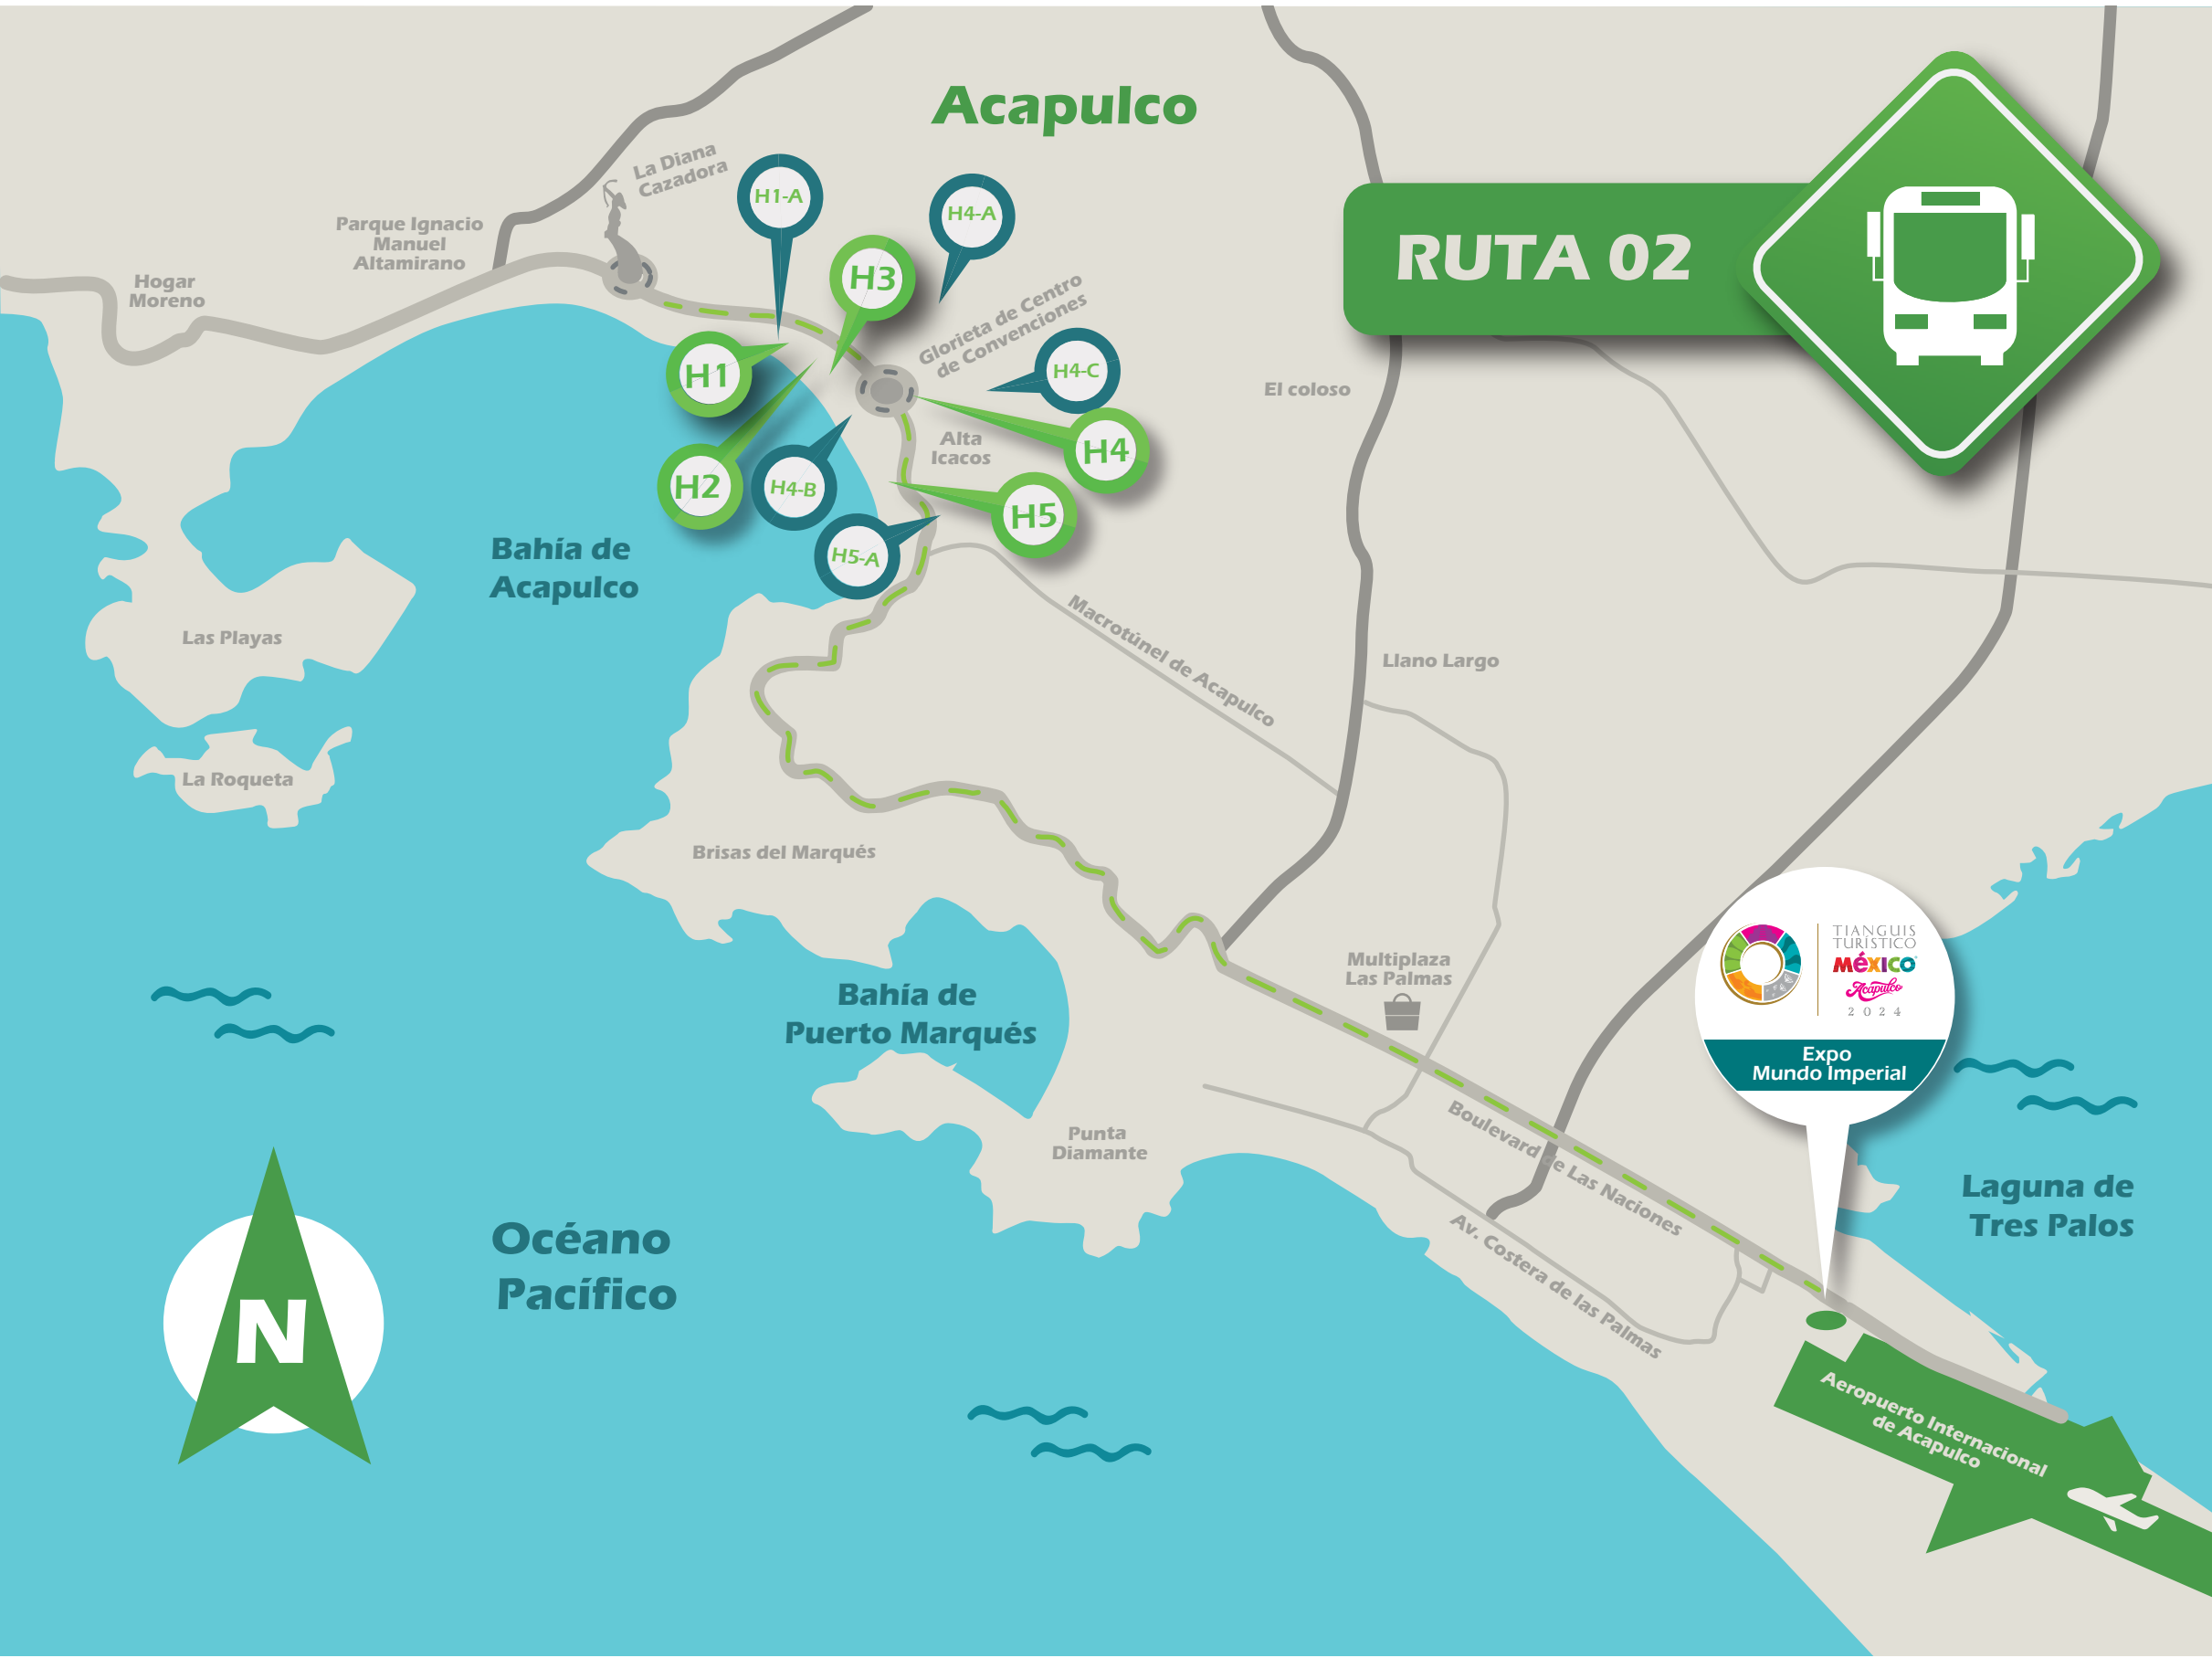 Acapulco
La Diana
Cazadora
H1-A
H4-A
Parque Ignacio
Manuel
Altamirano
RUTA 02
H3
Hogar
Moreno
Glorieta de Centro
de Convenciones
H1
H4-C
El coloso
Alta
Icacos
H4
H2
H4-B
H5
H5-A
Bahía de
Acapulco
Las Playas
Macrotúnel de Acapulco
Llano Largo
La Roqueta
Brisas del Marqués
TIANGUIS
TURÍSTICO
México
Acapulco
2024
Multiplaza
Las Palmas
Bahía de
Puerto Marqués
Expo
Mundo Imperial
Boulevard de Las Naciones
Punta
Diamante
Laguna de
Tres Palos
Océano
Pacífico
Av. Costera de las Palmas
N
Aeropuerto Internacional
de Acapulco